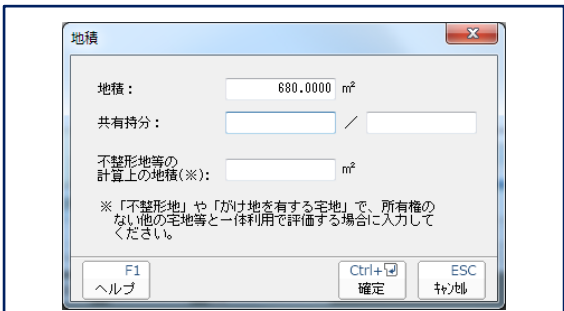 地積
地積： 680.0000 m²
共有持分： ／
不整形地等の
計算上の地積(※)： m²
※「不整形地」や「がけ地を有する宅地」で、所有権の
ない他の宅地等と一体利用で評価する場合に入力して
ください。
F1 Ctrl+ ESC
ヘルプ 確定 ｷｬﾝｾﾙ